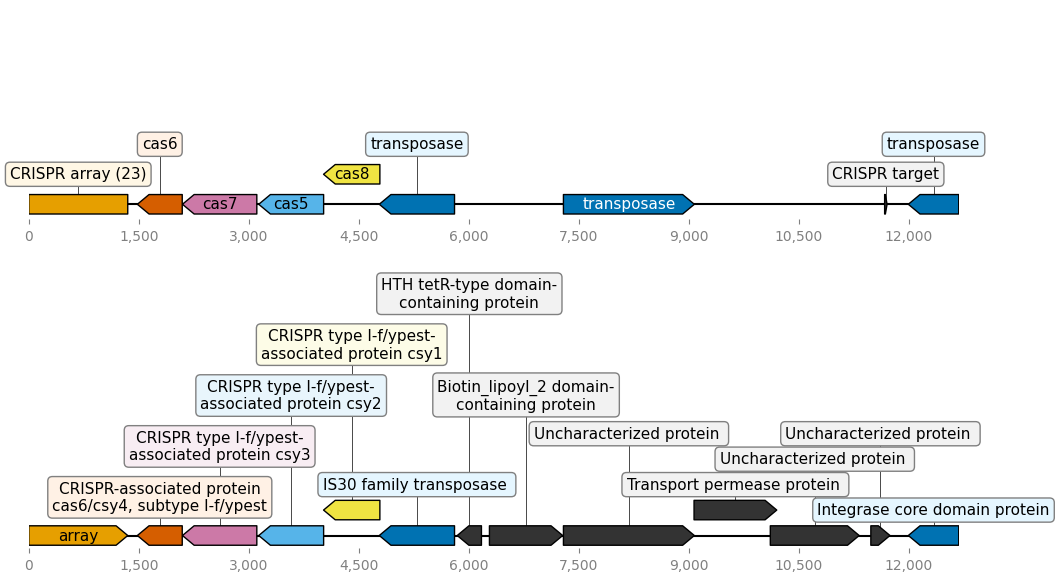 cas6
transposase
transposase
CRISPR array (23)
cas8
CRISPR target
cas7
cas5
transposase
0
1,500
3,000
4,500
6,000
7,500
9,000
10,500
12,000
HTH tetR-type domain-
containing protein
CRISPR type I-f/ypest-
associated protein csy1
CRISPR type I-f/ypest-
associated protein csy2
Biotin_lipoyl_2 domain-
containing protein
CRISPR type I-f/ypest-
associated protein csy3
Uncharacterized protein
Uncharacterized protein
Uncharacterized protein
CRISPR-associated protein
cas6/csy4, subtype I-f/ypest
IS30 family transposase
Transport permease protein
Integrase core domain protein
array
0
1,500
3,000
4,500
6,000
7,500
9,000
10,500
12,000